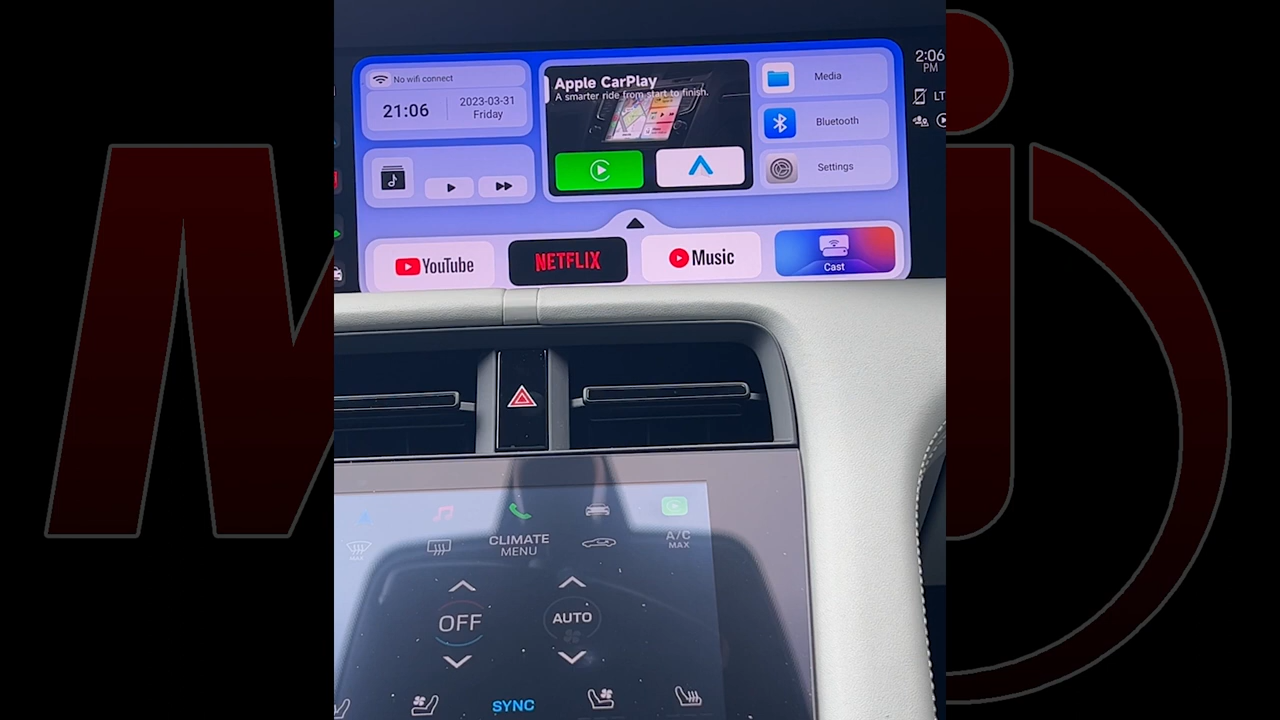 No wifi connect
21:06
2023-03-31
Friday
Apple CarPlay
A smarter ride from start to finish.
Media
Bluetooth
Settings
2:06
PM
LT
YouTube
NETFLIX
Music
Cast
CLIMATE
MENU
A/C
MAX
OFF
AUTO
SYNC